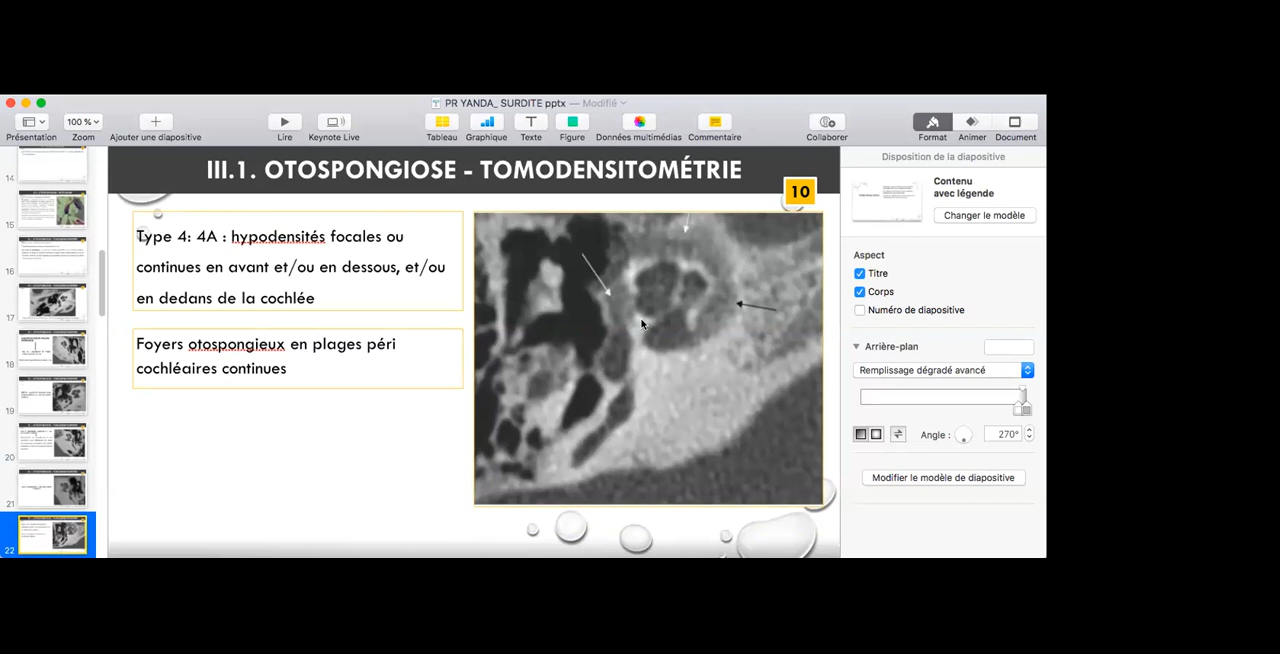 PR YANDA_ SURDITE pptx — Modifié
100 %
Présentation
Zoom
Ajouter une diapositive
Lire
Keynote Live
Tableau
Graphique
Texte
Figure
Données multimédias
Commentaire
Collaborer
Format
Animer
Document
14
15
16
17
18
19
20
21
22
III.1. OTOSPONGIOSE - TOMODENSITOMÉTRIE
10
Type 4: 4A : hypodensités focales ou
continues en avant et/ou en dessous, et/ou
en dedans de la cochlée
Foyers otospongieux en plages péri
cochléaires continues
Disposition de la diapositive
Contenu
avec légende
Changer le modèle
Aspect
Titre
Corps
Numéro de diapositive
Arrière-plan
Remplissage dégradé avancé
Angle :
270°
Modifier le modèle de diapositive